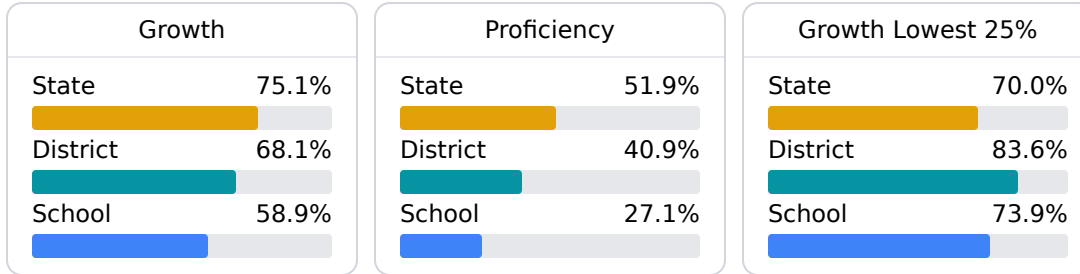 Growth
State 75.1%
District 68.1%
School 58.9%
Proficiency
State 51.9%
District 40.9%
School 27.1%
Growth Lowest 25%
State 70.0%
District 83.6%
School 73.9%